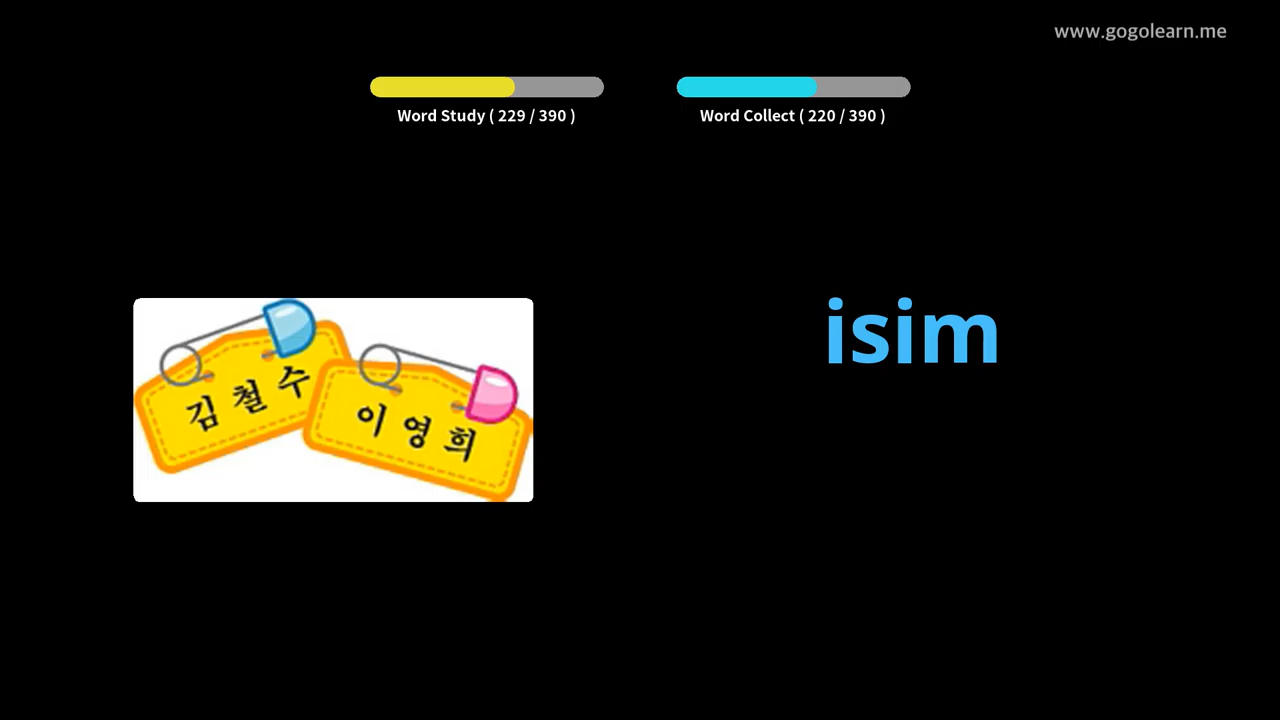 www.gogolearn.me
Word Study ( 229 / 390 )
Word Collect ( 220 / 390 )
김철수
이영희
isim